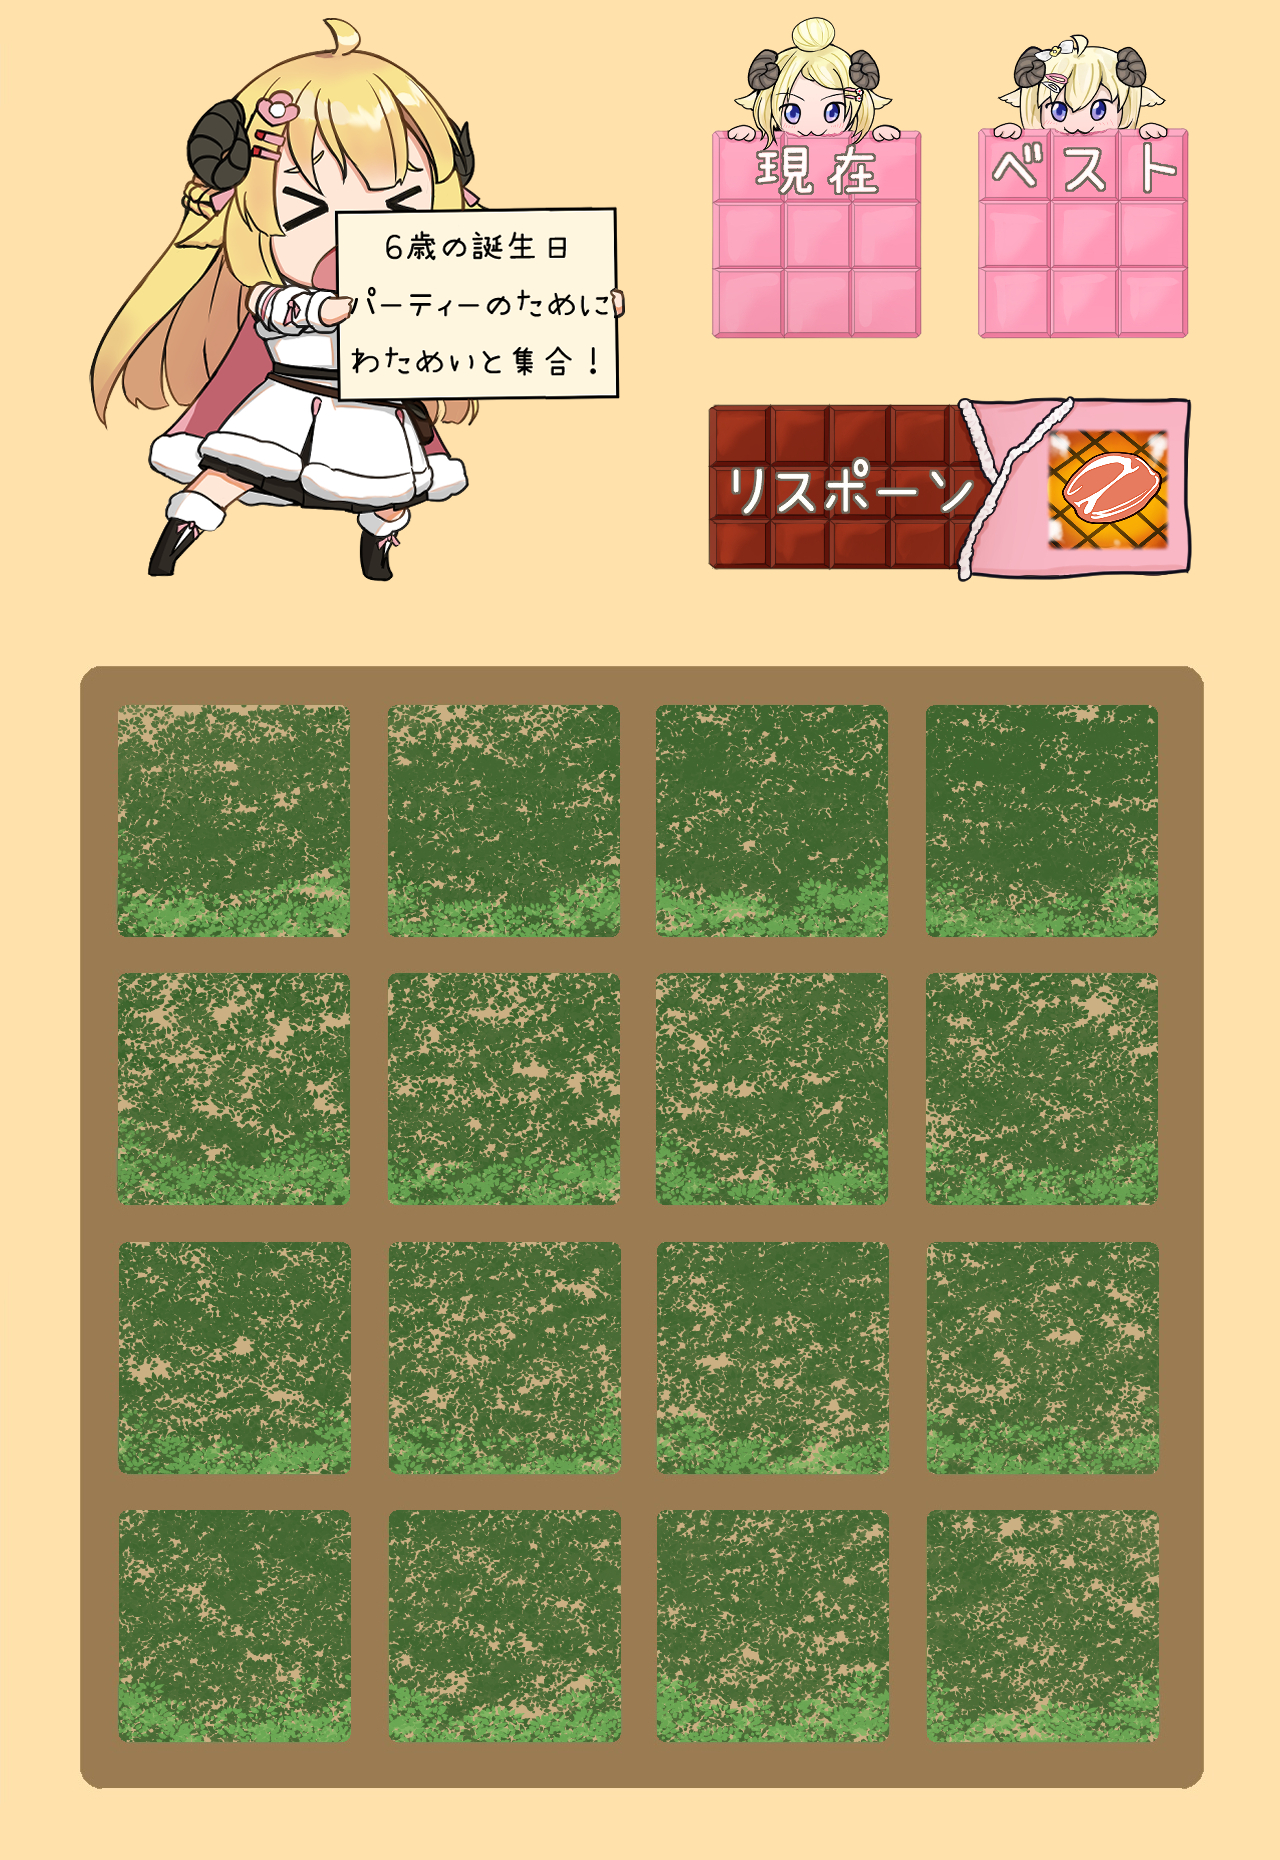 6歳の誕生日
パーティーのために
わためいと集合!
現在
ベスト
リスポーン